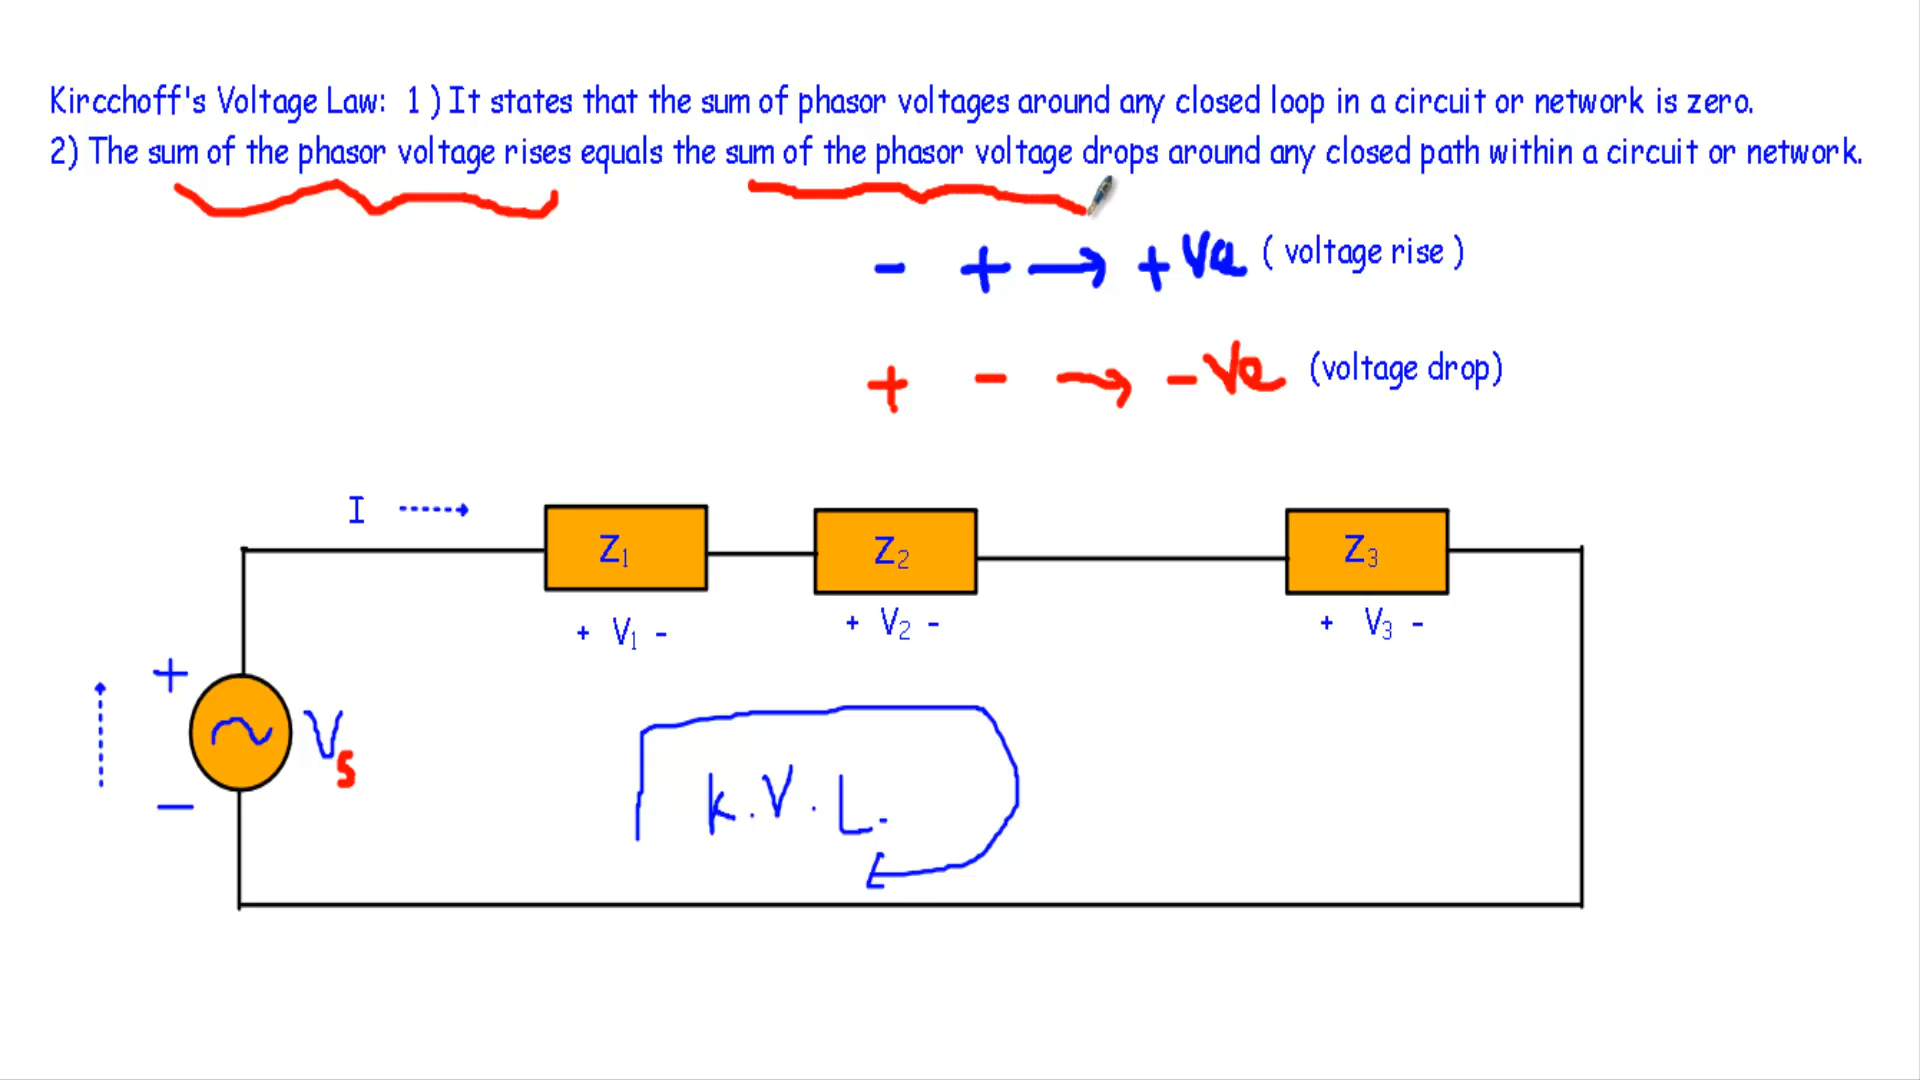 Kircchoff's Voltage Law: 1 ) It states that the sum of phasor voltages around any closed loop in a circuit or network is zero.
2) The sum of the phasor voltage rises equals the sum of the phasor voltage drops around any closed path within a circuit or network.
- + → +ve ( voltage rise )
+ - → -ve (voltage drop)
I
Z1 Z2 Z3
+ V1 - + V2 - + V3 -
+
Vs
-
K.V.L.